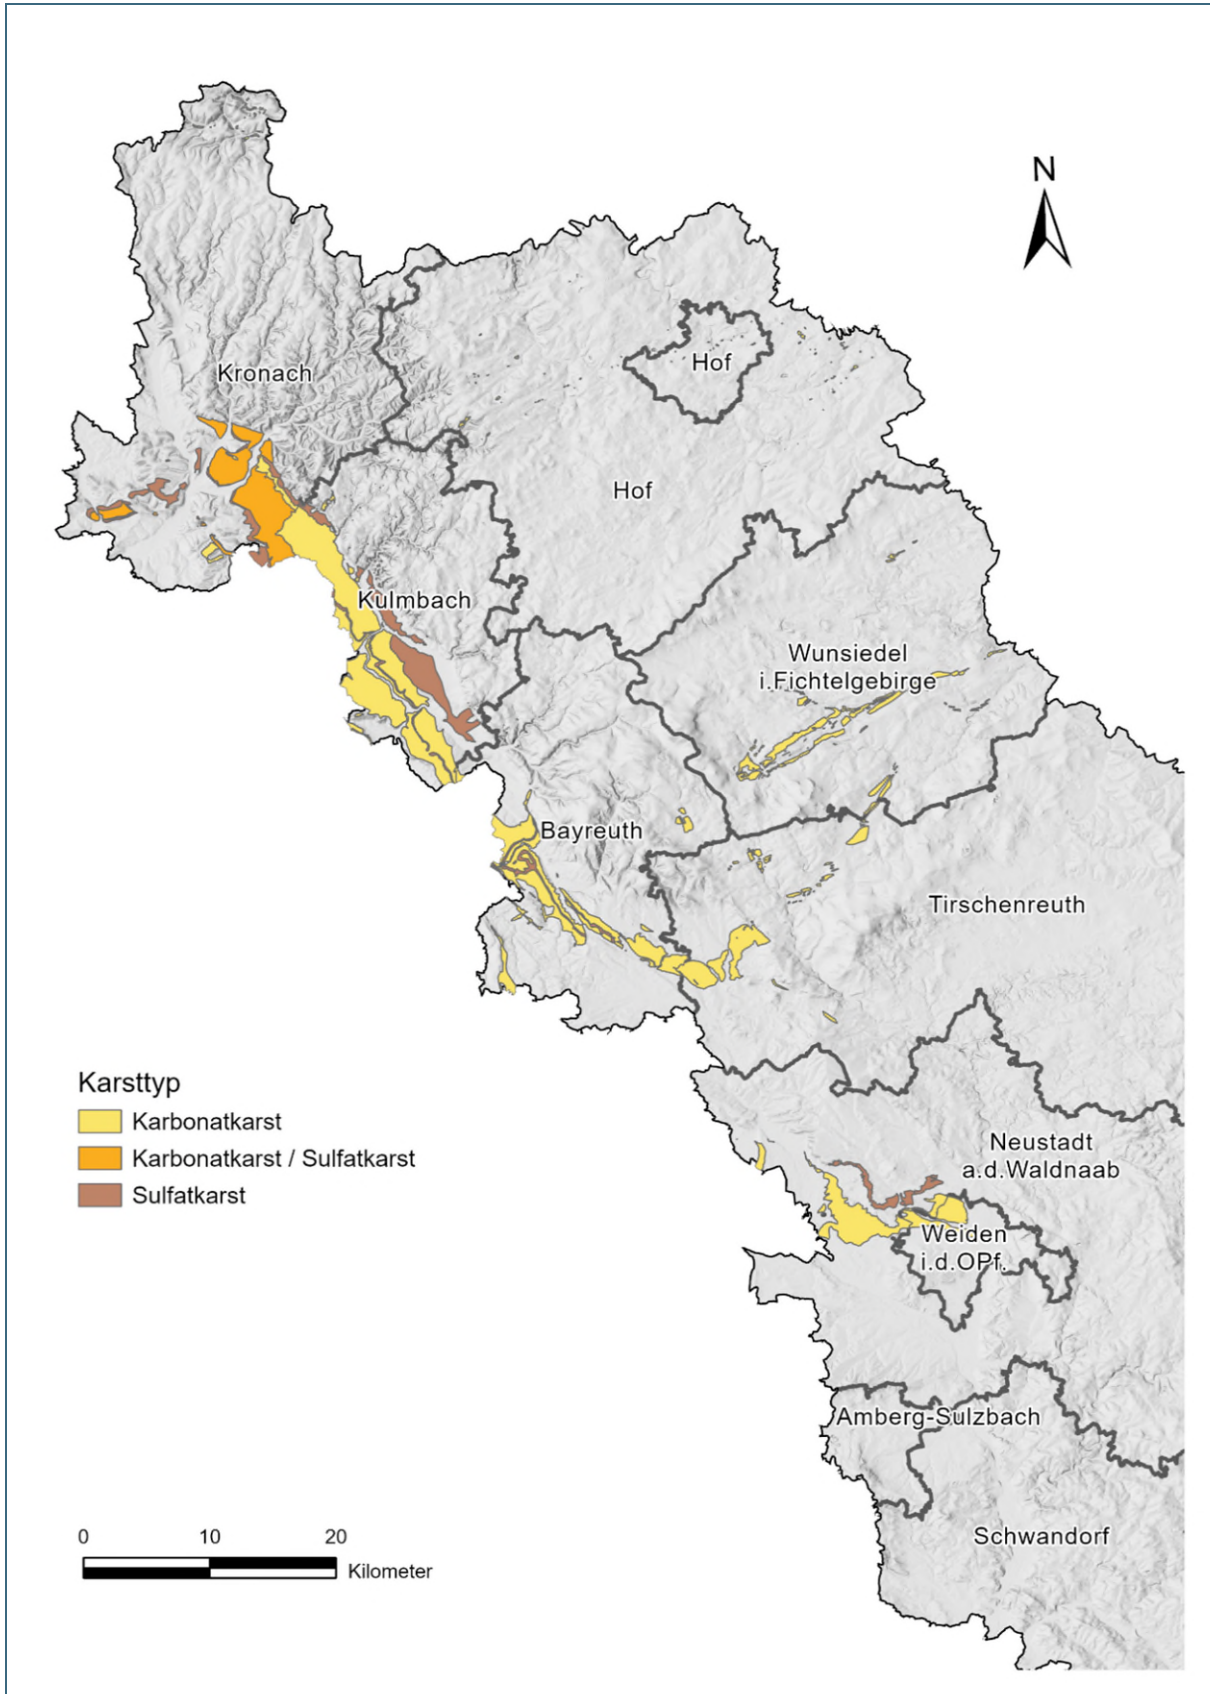 N
Kronach
Hof
Hof
Kulmbach
Wunsiedel
i.Fichtelgebirge
Bayreuth
Tirschenreuth
Karsttyp
Karbonatkarst
Karbonatkarst / Sulfatkarst
Sulfatkarst
Neustadt
a.d.Waldnaab
Weiden
i.d.OPf.
Amberg-Sulzbach
Schwandorf
0 10 20
Kilometer